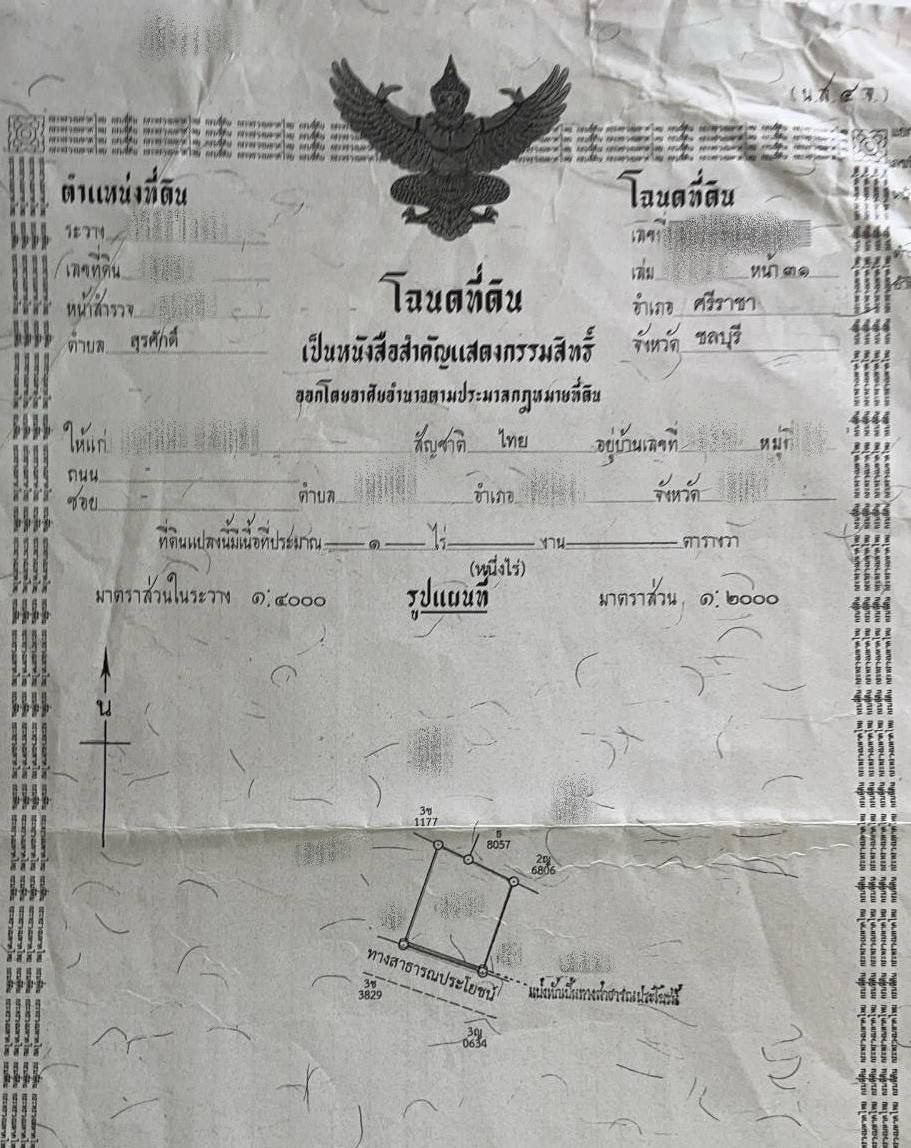 (น.ส.๔ จ.)
ตำแหน่งที่ดิน
ระวาง
เลขที่ดิน
หน้าสำรวจ
ตำบล สุรศักดิ์
โฉนดที่ดิน
เลขที่
เล่ม หน้า ๓๑
อำเภอ ศรีราชา
จังหวัด ชลบุรี
โฉนดที่ดิน
เป็นหนังสือสำคัญแสดงกรรมสิทธิ์
ออกโดยอาศัยอำนาจตามประมวลกฎหมายที่ดิน
ให้แก่ สัญชาติ ไทย อยู่บ้านเลขที่ หมู่ที่
ถนน -
ซอย - ตำบล อำเภอ จังหวัด
ที่ดินแปลงนี้มีเนื้อที่ประมาณ ๑ ไร่ งาน ตารางวา
(หนึ่งไร่)
มาตราส่วนในระวาง ๑:๔๐๐๐ รูปแผนที่ มาตราส่วน ๑:๒๐๐๐
น
3ช
1177
ธ
8057
2ญ
6806
ทางสาธารณประโยชน์
3ช
3829
3ญ
0634